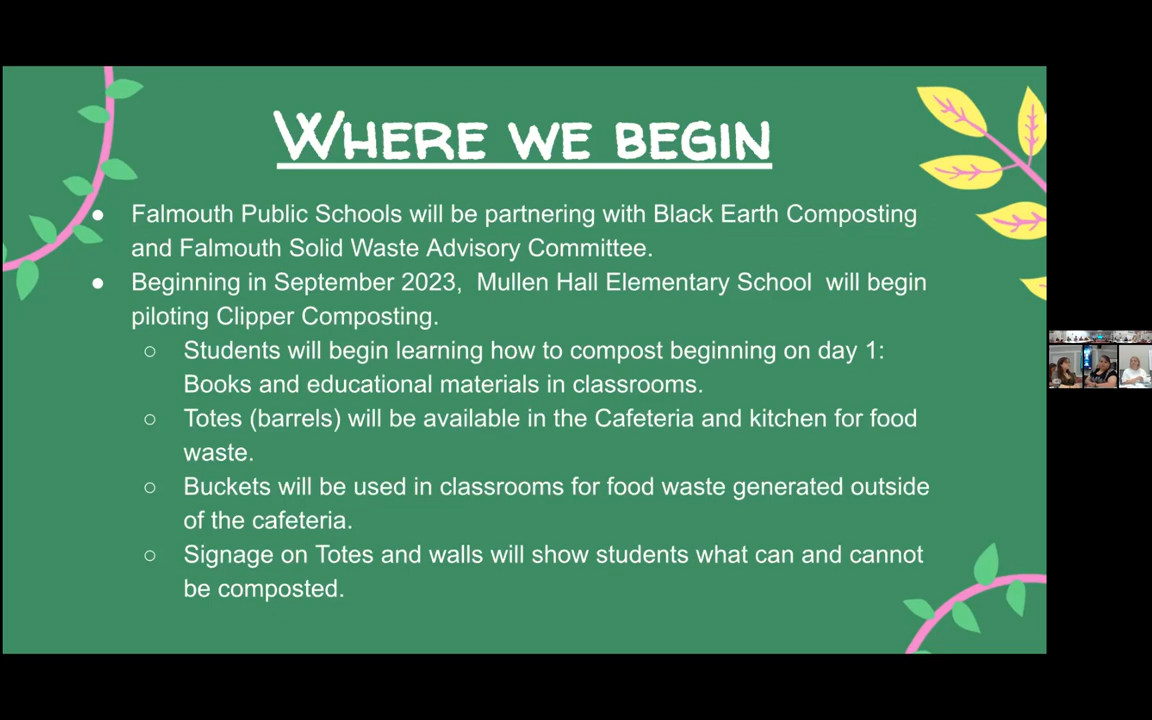 WHERE WE BEGIN
● Falmouth Public Schools will be partnering with Black Earth Composting
and Falmouth Solid Waste Advisory Committee.
● Beginning in September 2023,  Mullen Hall Elementary School  will begin
piloting Clipper Composting.
○ Students will begin learning how to compost beginning on day 1:
Books and educational materials in classrooms.
○ Totes (barrels) will be available in the Cafeteria and kitchen for food
waste.
○ Buckets will be used in classrooms for food waste generated outside
of the cafeteria.
○ Signage on Totes and walls will show students what can and cannot
be composted.